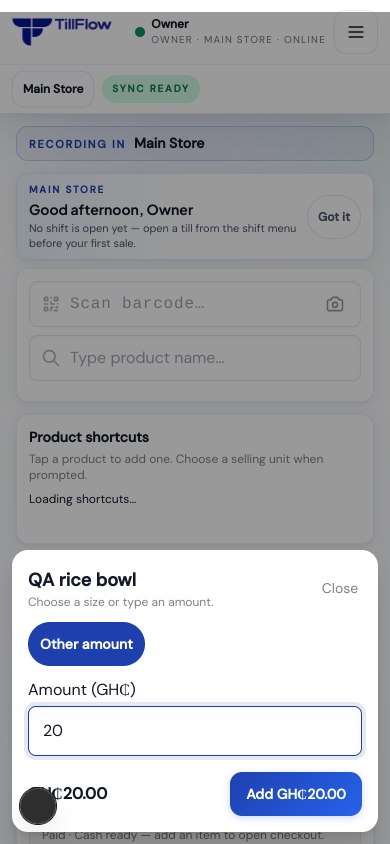 TillFlow
Owner
OWNER · MAIN STORE · ONLINE
Main Store
SYNC READY
RECORDING IN Main Store
MAIN STORE
Good afternoon, Owner
No shift is open yet — open a till from the shift menu
before your first sale.
Got it
Scan barcode…
Type product name…
Product shortcuts
Tap a product to add one. Choose a selling unit when
prompted.
Loading shortcuts…
QA rice bowl
Close
Choose a size or type an amount.
Other amount
Amount (GH₵)
20
₵20.00
Add GH₵20.00
Paid · Cash ready — add an item to open checkout.